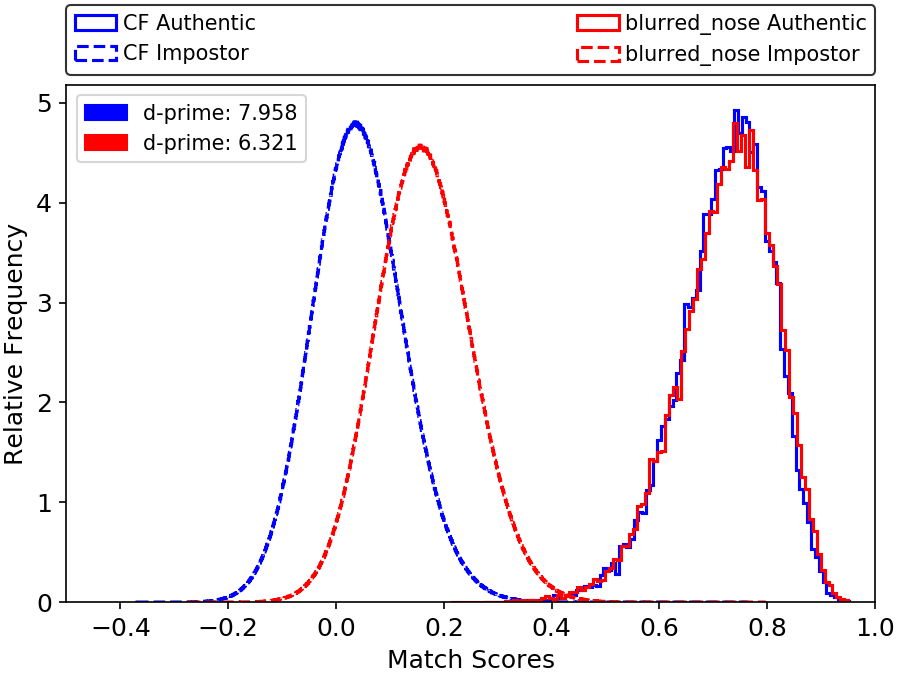 CF Authentic
CF Impostor
blurred_nose Authentic
blurred_nose Impostor
d-prime: 7.958
d-prime: 6.321
Relative Frequency
5
4
3
2
1
0
−0.4 −0.2 0.0 0.2 0.4 0.6 0.8 1.0
Match Scores